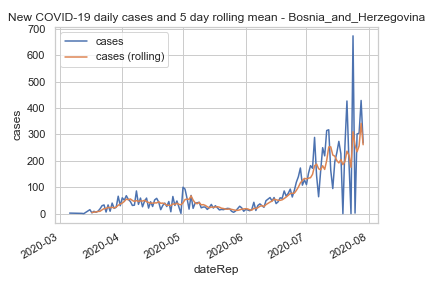 New COVID-19 daily cases and 5 day rolling mean - Bosnia_and_Herzegovina
cases
cases (rolling)
700
600
500
400
300
200
100
0
cases
2020-03
2020-04
2020-05
2020-06
2020-07
2020-08
dateRep